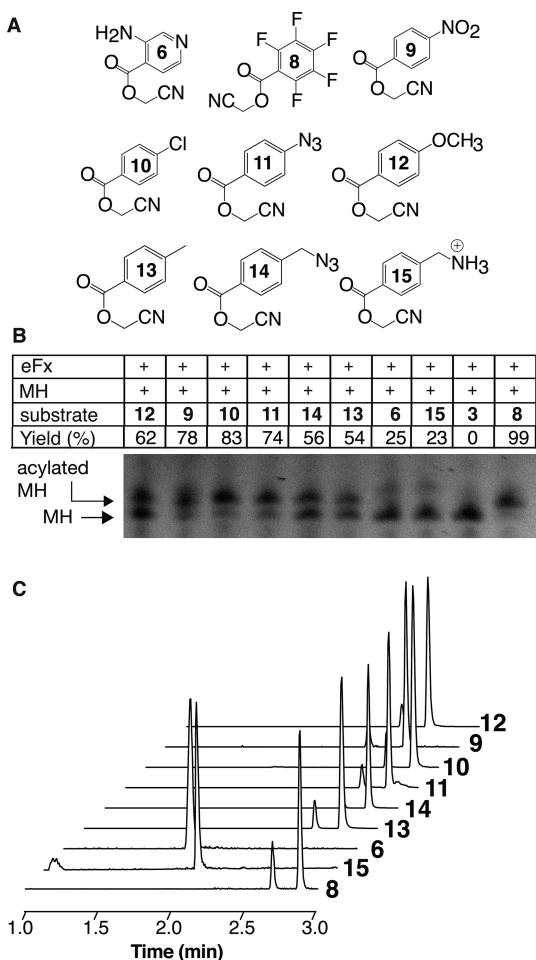 A
H2N N 6 O O CN
F F F F F 8 O O NC
NO2 9 O O CN
Cl 10 O O CN
N3 11 O O CN
OCH3 12 O O CN
13 O O CN
N3 14 O O CN
+ NH3 15 O O CN
B
eFx + + + + + + + + + +
MH + + + + + + + + + +
substrate 12 9 10 11 14 13 6 15 3 8
Yield (%) 62 78 83 74 56 54 25 23 0 99
acylated
MH
MH
C
12
9
10
11
14
13
6
15
8
1.0 1.5 2.0 2.5 3.0
Time (min)